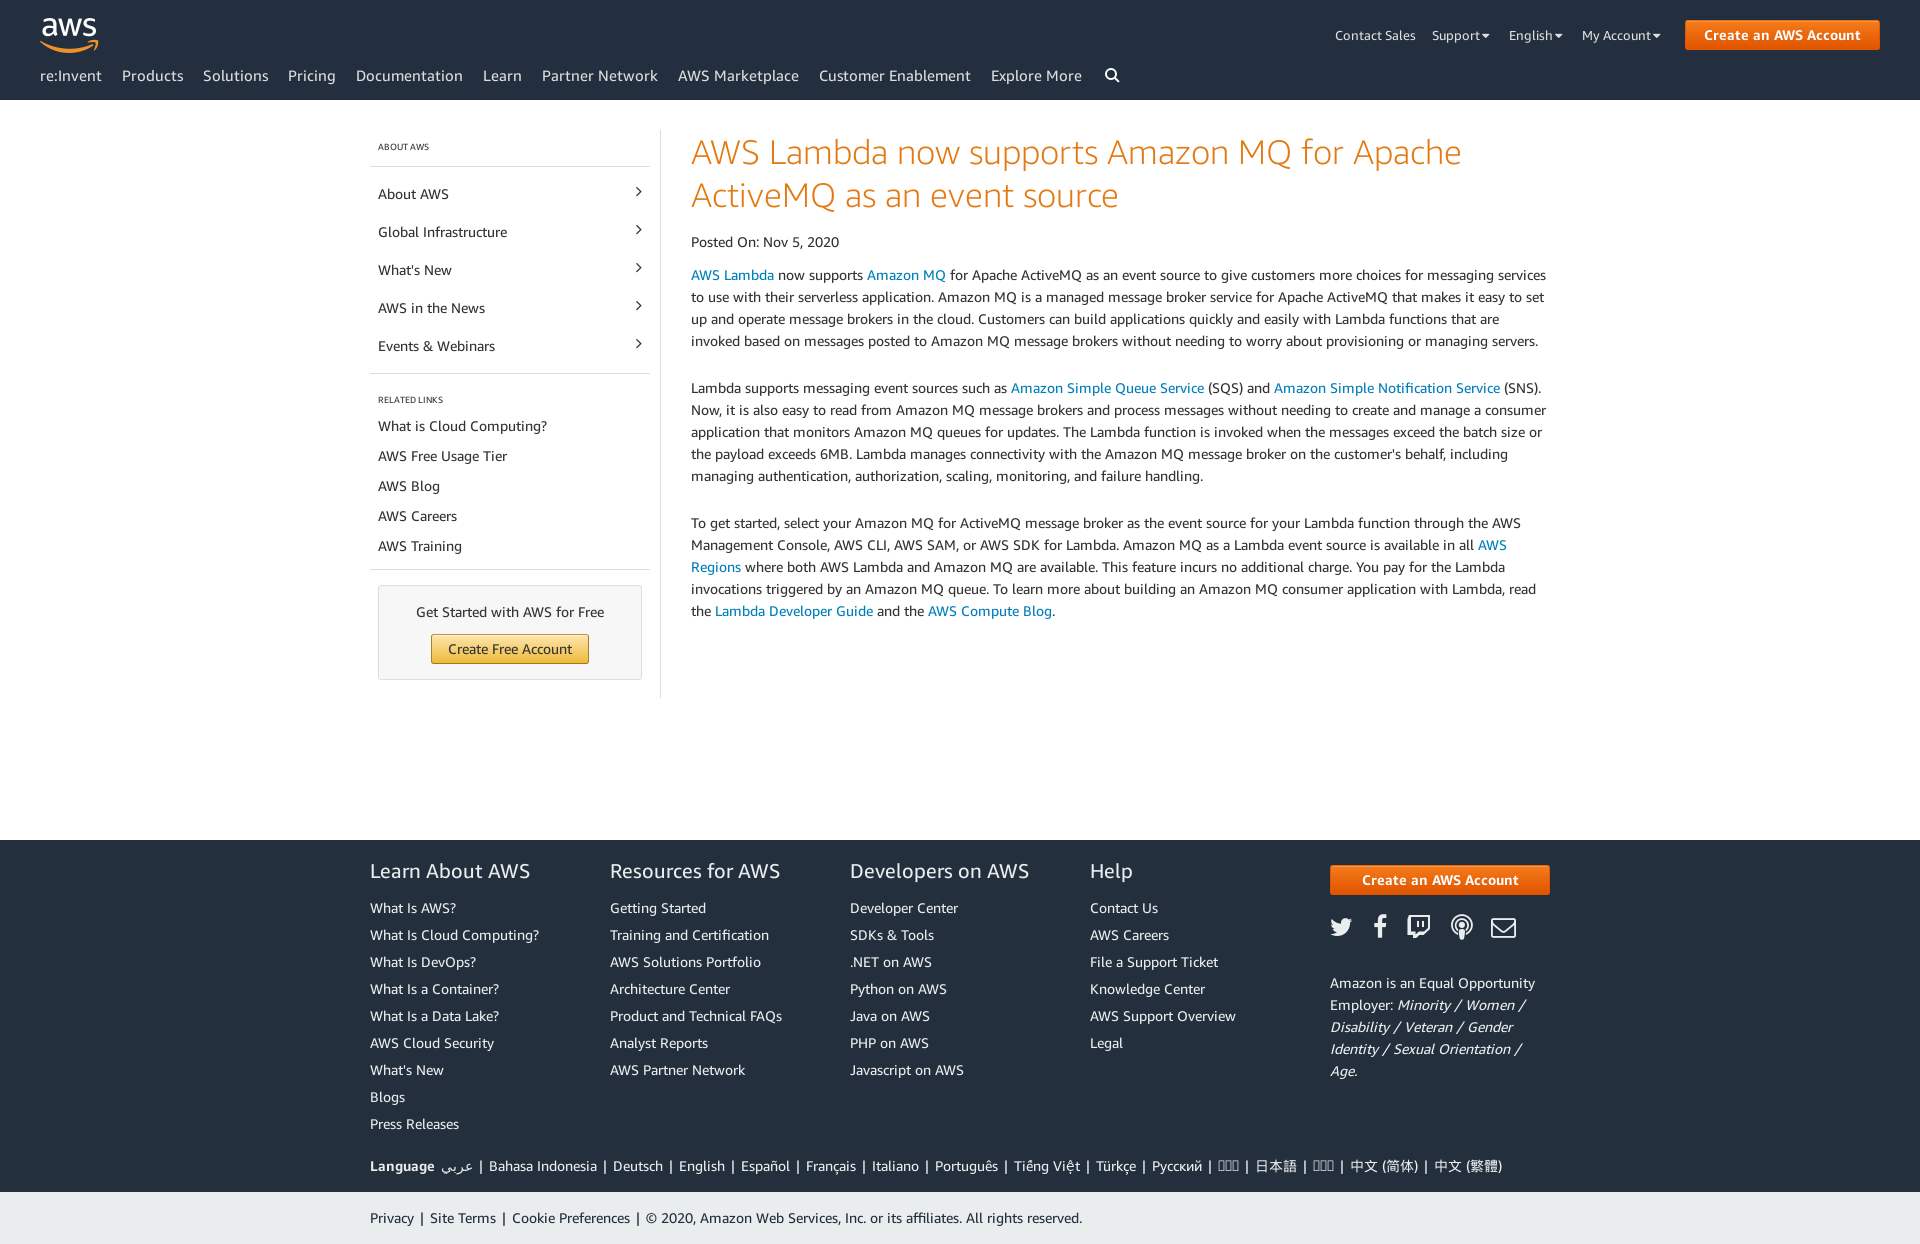 aws
Contact Sales Support English My Account Create an AWS Account
re:Invent Products Solutions Pricing Documentation Learn Partner Network AWS Marketplace Customer Enablement Explore More
ABOUT AWS
About AWS
Global Infrastructure
What's New
AWS in the News
Events & Webinars
RELATED LINKS
What is Cloud Computing?
AWS Free Usage Tier
AWS Blog
AWS Careers
AWS Training
Get Started with AWS for Free
Create Free Account
AWS Lambda now supports Amazon MQ for Apache
ActiveMQ as an event source
Posted On: Nov 5, 2020
AWS Lambda now supports Amazon MQ for Apache ActiveMQ as an event source to give customers more choices for messaging services
to use with their serverless application. Amazon MQ is a managed message broker service for Apache ActiveMQ that makes it easy to set
up and operate message brokers in the cloud. Customers can build applications quickly and easily with Lambda functions that are
invoked based on messages posted to Amazon MQ message brokers without needing to worry about provisioning or managing servers.
Lambda supports messaging event sources such as Amazon Simple Queue Service (SQS) and Amazon Simple Notification Service (SNS).
Now, it is also easy to read from Amazon MQ message brokers and process messages without needing to create and manage a consumer
application that monitors Amazon MQ queues for updates. The Lambda function is invoked when the messages exceed the batch size or
the payload exceeds 6MB. Lambda manages connectivity with the Amazon MQ message broker on the customer's behalf, including
managing authentication, authorization, scaling, monitoring, and failure handling.
To get started, select your Amazon MQ for ActiveMQ message broker as the event source for your Lambda function through the AWS
Management Console, AWS CLI, AWS SAM, or AWS SDK for Lambda. Amazon MQ as a Lambda event source is available in all AWS
Regions where both AWS Lambda and Amazon MQ are available. This feature incurs no additional charge. You pay for the Lambda
invocations triggered by an Amazon MQ queue. To learn more about building an Amazon MQ consumer application with Lambda, read
the Lambda Developer Guide and the AWS Compute Blog.
Learn About AWS
What Is AWS?
What Is Cloud Computing?
What Is DevOps?
What Is a Container?
What Is a Data Lake?
AWS Cloud Security
What's New
Blogs
Press Releases
Resources for AWS
Getting Started
Training and Certification
AWS Solutions Portfolio
Architecture Center
Product and Technical FAQs
Analyst Reports
AWS Partner Network
Developers on AWS
Developer Center
SDKs & Tools
.NET on AWS
Python on AWS
Java on AWS
PHP on AWS
Javascript on AWS
Help
Contact Us
AWS Careers
File a Support Ticket
Knowledge Center
AWS Support Overview
Legal
Create an AWS Account
Amazon is an Equal Opportunity
Employer: Minority / Women /
Disability / Veteran / Gender
Identity / Sexual Orientation /
Age.
Language عربي | Bahasa Indonesia | Deutsch | English | Español | Français | Italiano | Português | Tiếng Việt | Türkçe | Ρусский | | 日本語 | | 中文 (简体) | 中文 (繁體)
Privacy | Site Terms | Cookie Preferences | © 2020, Amazon Web Services, Inc. or its affiliates. All rights reserved.